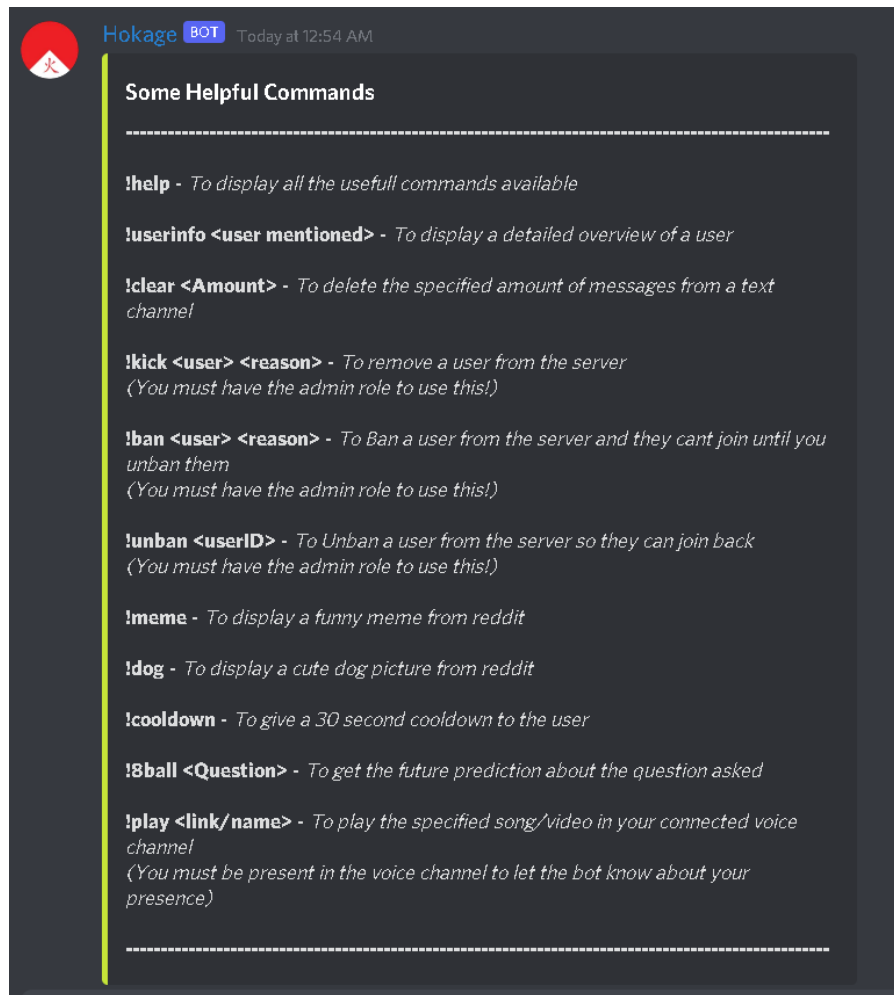 火
Hokage BOT Today at 12:54 AM
Some Helpful Commands
------------------------------------------------------------------------------------------------------
!help - To display all the usefull commands available
!userinfo <user mentioned> - To display a detailed overview of a user
!clear <Amount> - To delete the specified amount of messages from a text
channel
!kick <user> <reason> - To remove a user from the server
(You must have the admin role to use this!)
!ban <user> <reason> - To Ban a user from the server and they cant join until you
unban them
(You must have the admin role to use this!)
!unban <userID> - To Unban a user from the server so they can join back
(You must have the admin role to use this!)
!meme - To display a funny meme from reddit
!dog - To display a cute dog picture from reddit
!cooldown - To give a 30 second cooldown to the user
!8ball <Question> - To get the future prediction about the question asked
!play <link/name> - To play the specified song/video in your connected voice
channel
(You must be present in the voice channel to let the bot know about your
presence)
------------------------------------------------------------------------------------------------------